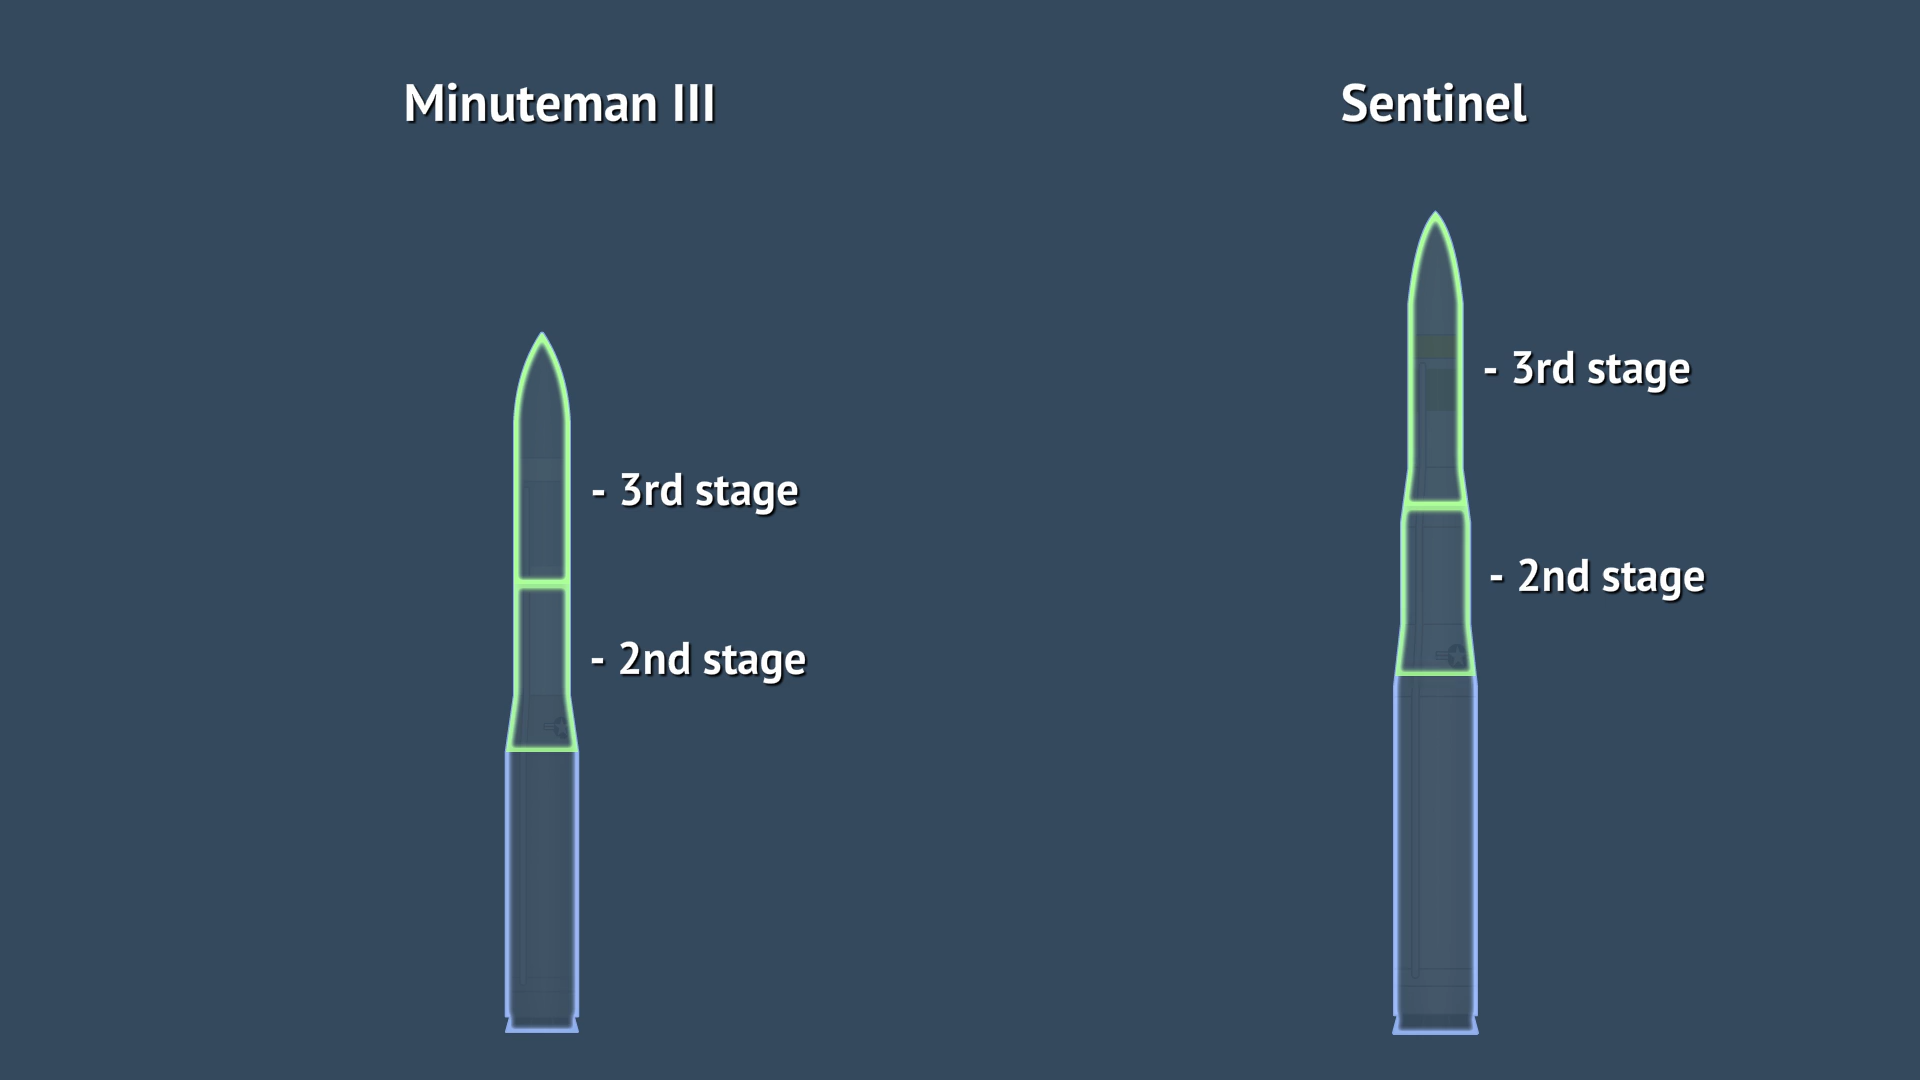 Minuteman III
Sentinel
- 3rd stage
- 2nd stage
- 3rd stage
- 2nd stage